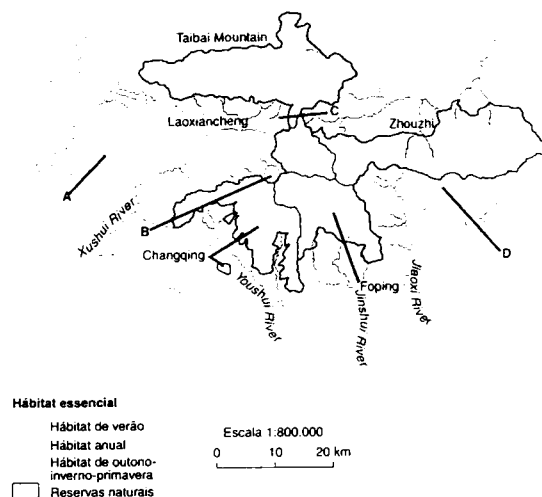 Taibai Mountain
C
Laoxiancheng
Zhouzhi
A
Xushui River
B
Changqing
D
Youshui River
Foping
Jinshui River
Jiaoxi River
Hábitat essencial
Hábitat de verão
Hábitat anual
Hábitat de outono-
inverno-primavera
Reservas naturais
Escala 1:800.000
0 10 20 km